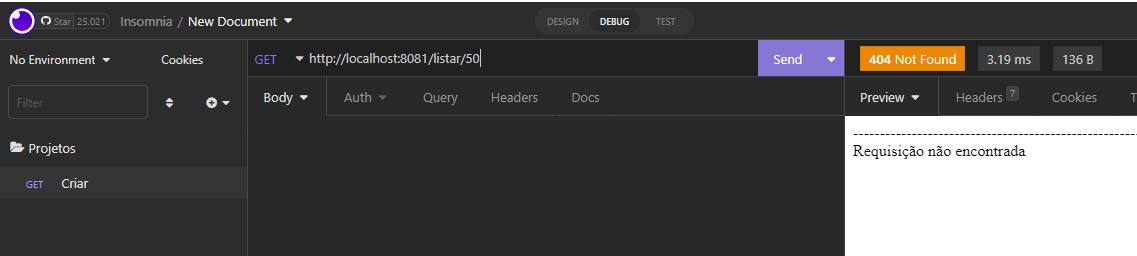 Star 25.021 Insomnia / New Document DESIGN DEBUG TEST
No Environment Cookies GET http://localhost:8081/listar/50 Send 404 Not Found 3.19 ms 136 B
Filter Body Auth Query Headers Docs Preview Headers 7 Cookies T
--------------------------------------------------------
Projetos Requisição não encontrada
GET Criar